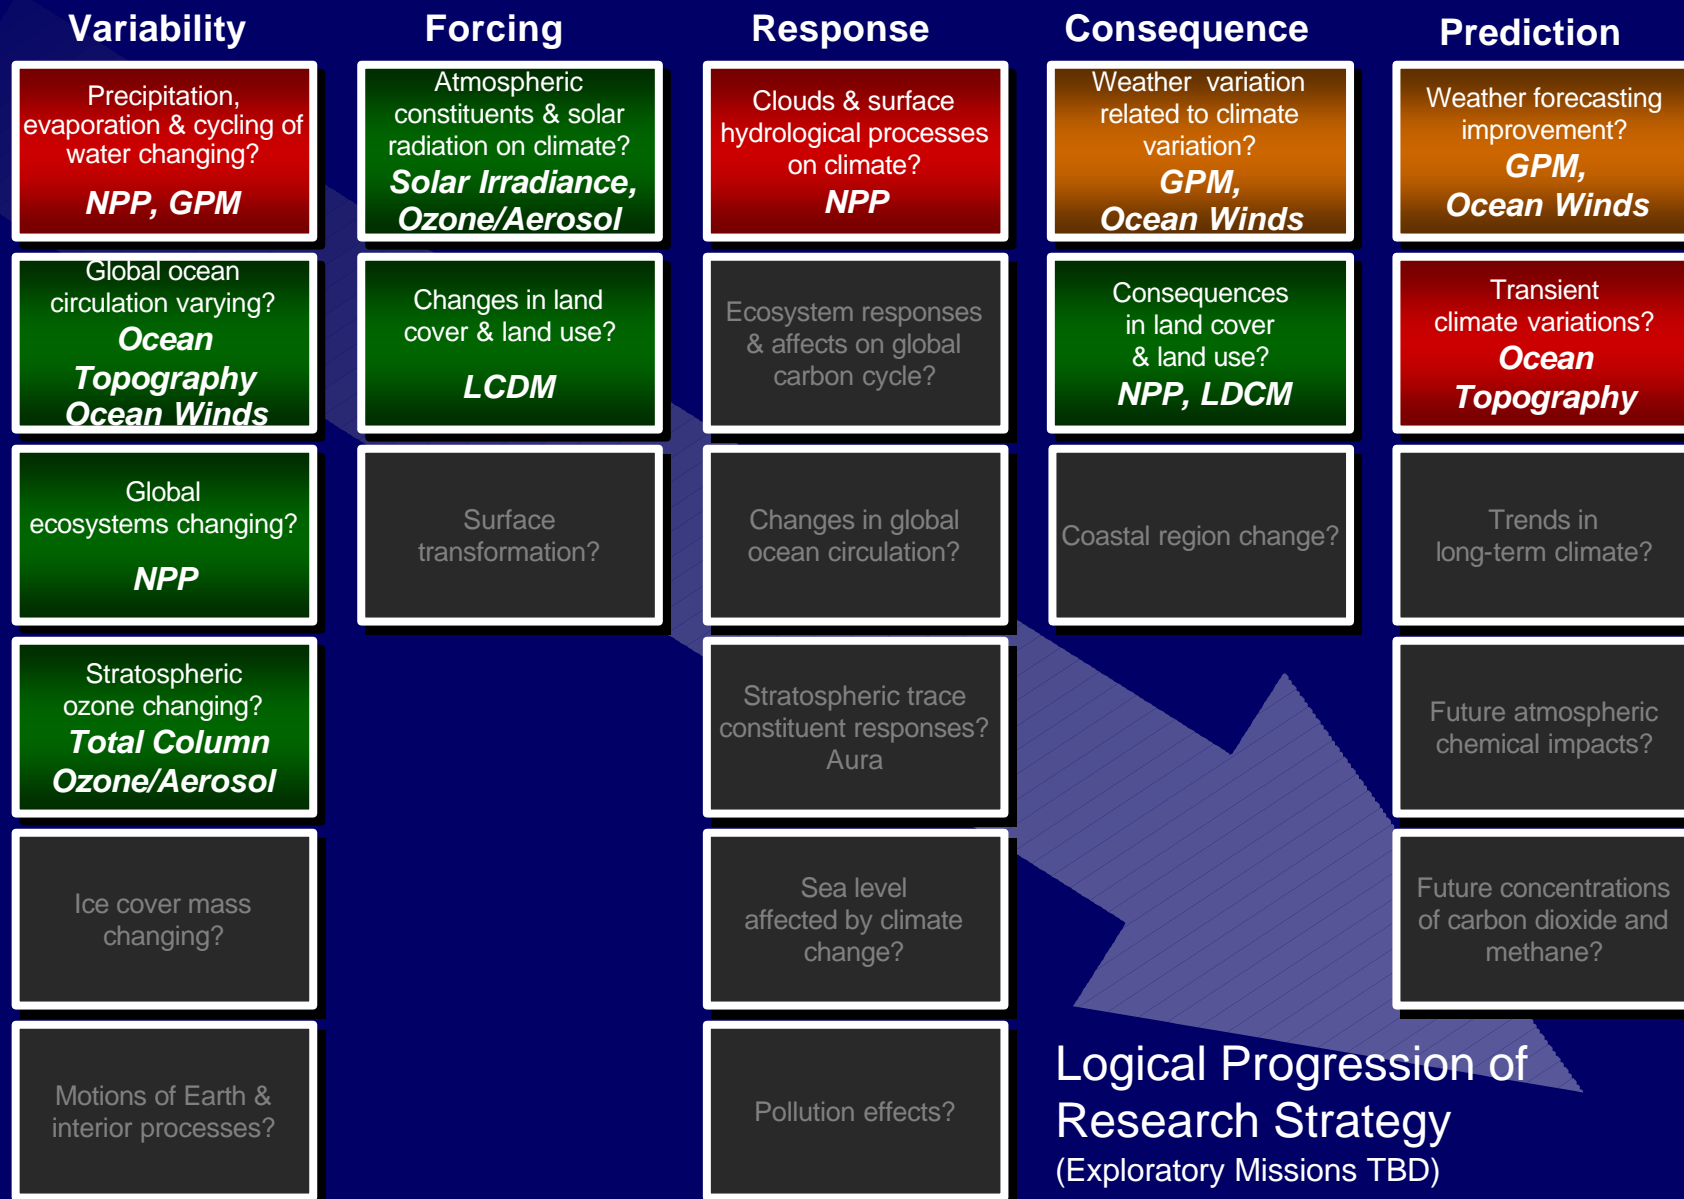 Variability
Precipitation,
evaporation & cycling of
water changing?
NPP, GPM
Global ocean
circulation varying?
Ocean
Topography
Ocean Winds
Global
ecosystems changing?
NPP
Stratospheric
ozone changing?
Total Column
Ozone/Aerosol
Ice cover mass
changing?
Motions of Earth &
interior processes?
Forcing
Atmospheric
constituents & solar
radiation on climate?
Solar Irradiance,
Ozone/Aerosol
Changes in land
cover & land use?
LCDM
Surface
transformation?
Response
Clouds & surface
hydrological processes
on climate?
NPP
Ecosystem responses
& affects on global
carbon cycle?
Changes in global
ocean circulation?
Stratospheric trace
constituent responses?
Aura
Sea level
affected by climate
change?
Pollution effects?
Consequence
Weather variation
related to climate
variation?
GPM,
Ocean Winds
Consequences
in land cover
& land use?
NPP, LDCM
Coastal region change?
Prediction
Weather forecasting
improvement?
GPM,
Ocean Winds
Transient
climate variations?
Ocean
Topography
Trends in
long-term climate?
Future atmospheric
chemical impacts?
Future concentrations
of carbon dioxide and
methane?
Logical Progression of
Research Strategy
(Exploratory Missions TBD)